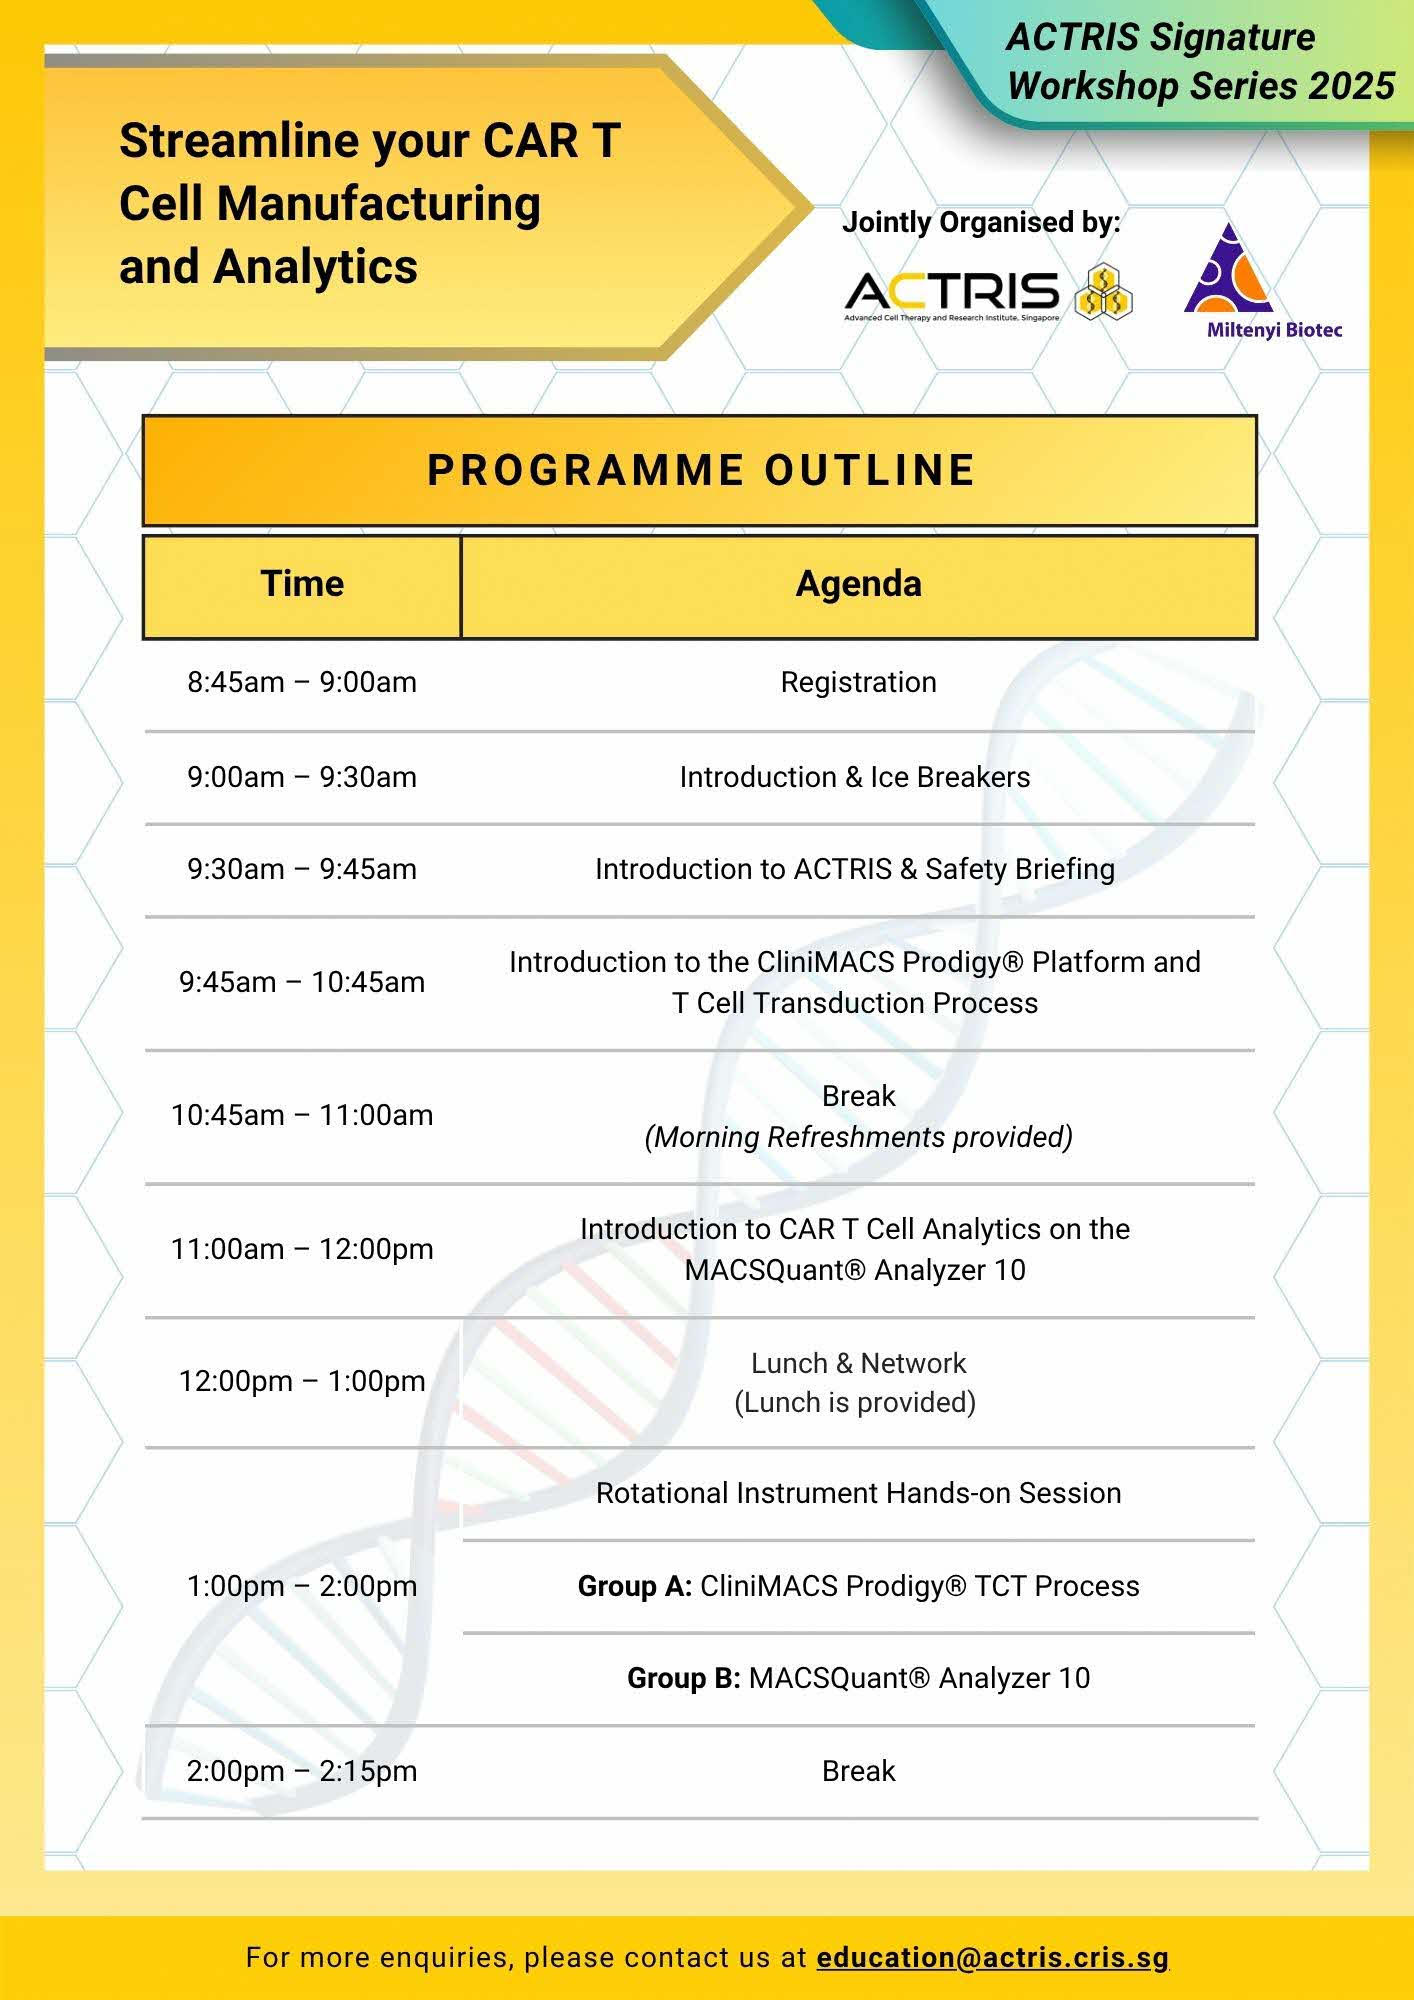 ACTRIS Signature
Workshop Series 2025
Streamline your CAR T
Cell Manufacturing
and Analytics
Jointly Organised by:
ACTRIS
Advanced Cell Therapy and Research Institute, Singapore
Miltenyi Biotec
PROGRAMME OUTLINE
Time Agenda
8:45am – 9:00am Registration
9:00am – 9:30am Introduction & Ice Breakers
9:30am – 9:45am Introduction to ACTRIS & Safety Briefing
9:45am – 10:45am Introduction to the CliniMACS Prodigy® Platform and
T Cell Transduction Process
10:45am – 11:00am Break
(Morning Refreshments provided)
11:00am – 12:00pm Introduction to CAR T Cell Analytics on the
MACSQuant® Analyzer 10
12:00pm – 1:00pm Lunch & Network
(Lunch is provided)
Rotational Instrument Hands-on Session
1:00pm – 2:00pm Group A: CliniMACS Prodigy® TCT Process
Group B: MACSQuant® Analyzer 10
2:00pm – 2:15pm Break
For more enquiries, please contact us at education@actris.cris.sg